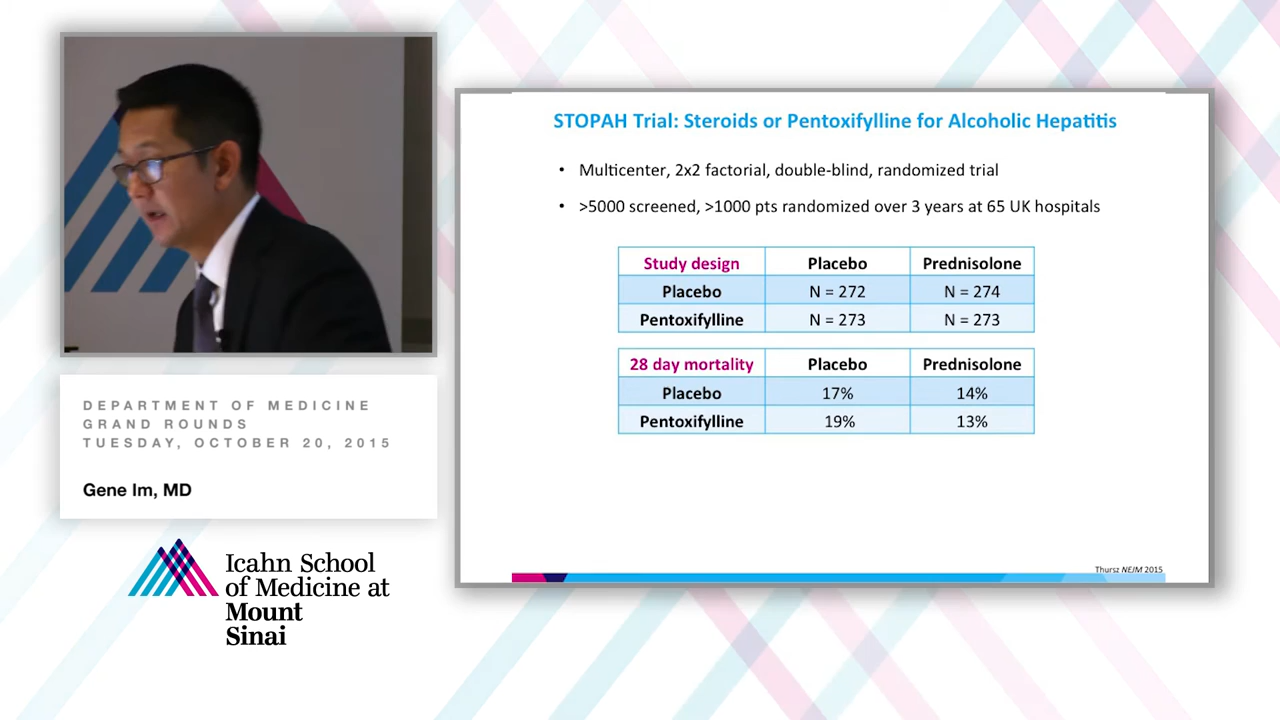 DEPARTMENT OF MEDICINE
GRAND ROUNDS
TUESDAY, OCTOBER 20, 2015
Gene Im, MD
Icahn School
of Medicine at
Mount
Sinai
STOPAH Trial: Steroids or Pentoxifylline for Alcoholic Hepatitis
• Multicenter, 2x2 factorial, double-blind, randomized trial
• >5000 screened, >1000 pts randomized over 3 years at 65 UK hospitals
Study design Placebo Prednisolone
Placebo N = 272 N = 274
Pentoxifylline N = 273 N = 273
28 day mortality Placebo Prednisolone
Placebo 17% 14%
Pentoxifylline 19% 13%
Thursz NEJM 2015